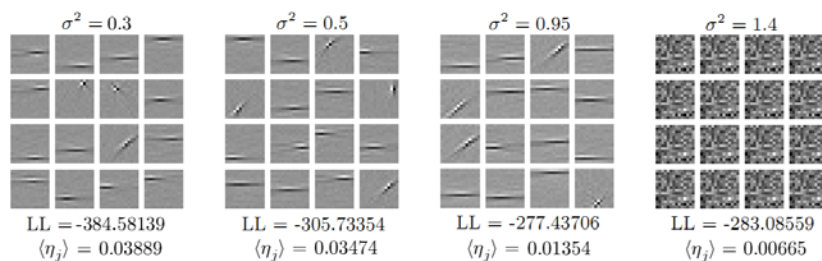 σ² = 0.3
σ² = 0.5
σ² = 0.95
σ² = 1.4
LL = -384.58139
⟨η_j⟩ = 0.03889
LL = -305.73354
⟨η_j⟩ = 0.03474
LL = -277.43706
⟨η_j⟩ = 0.01354
LL = -283.08559
⟨η_j⟩ = 0.00665